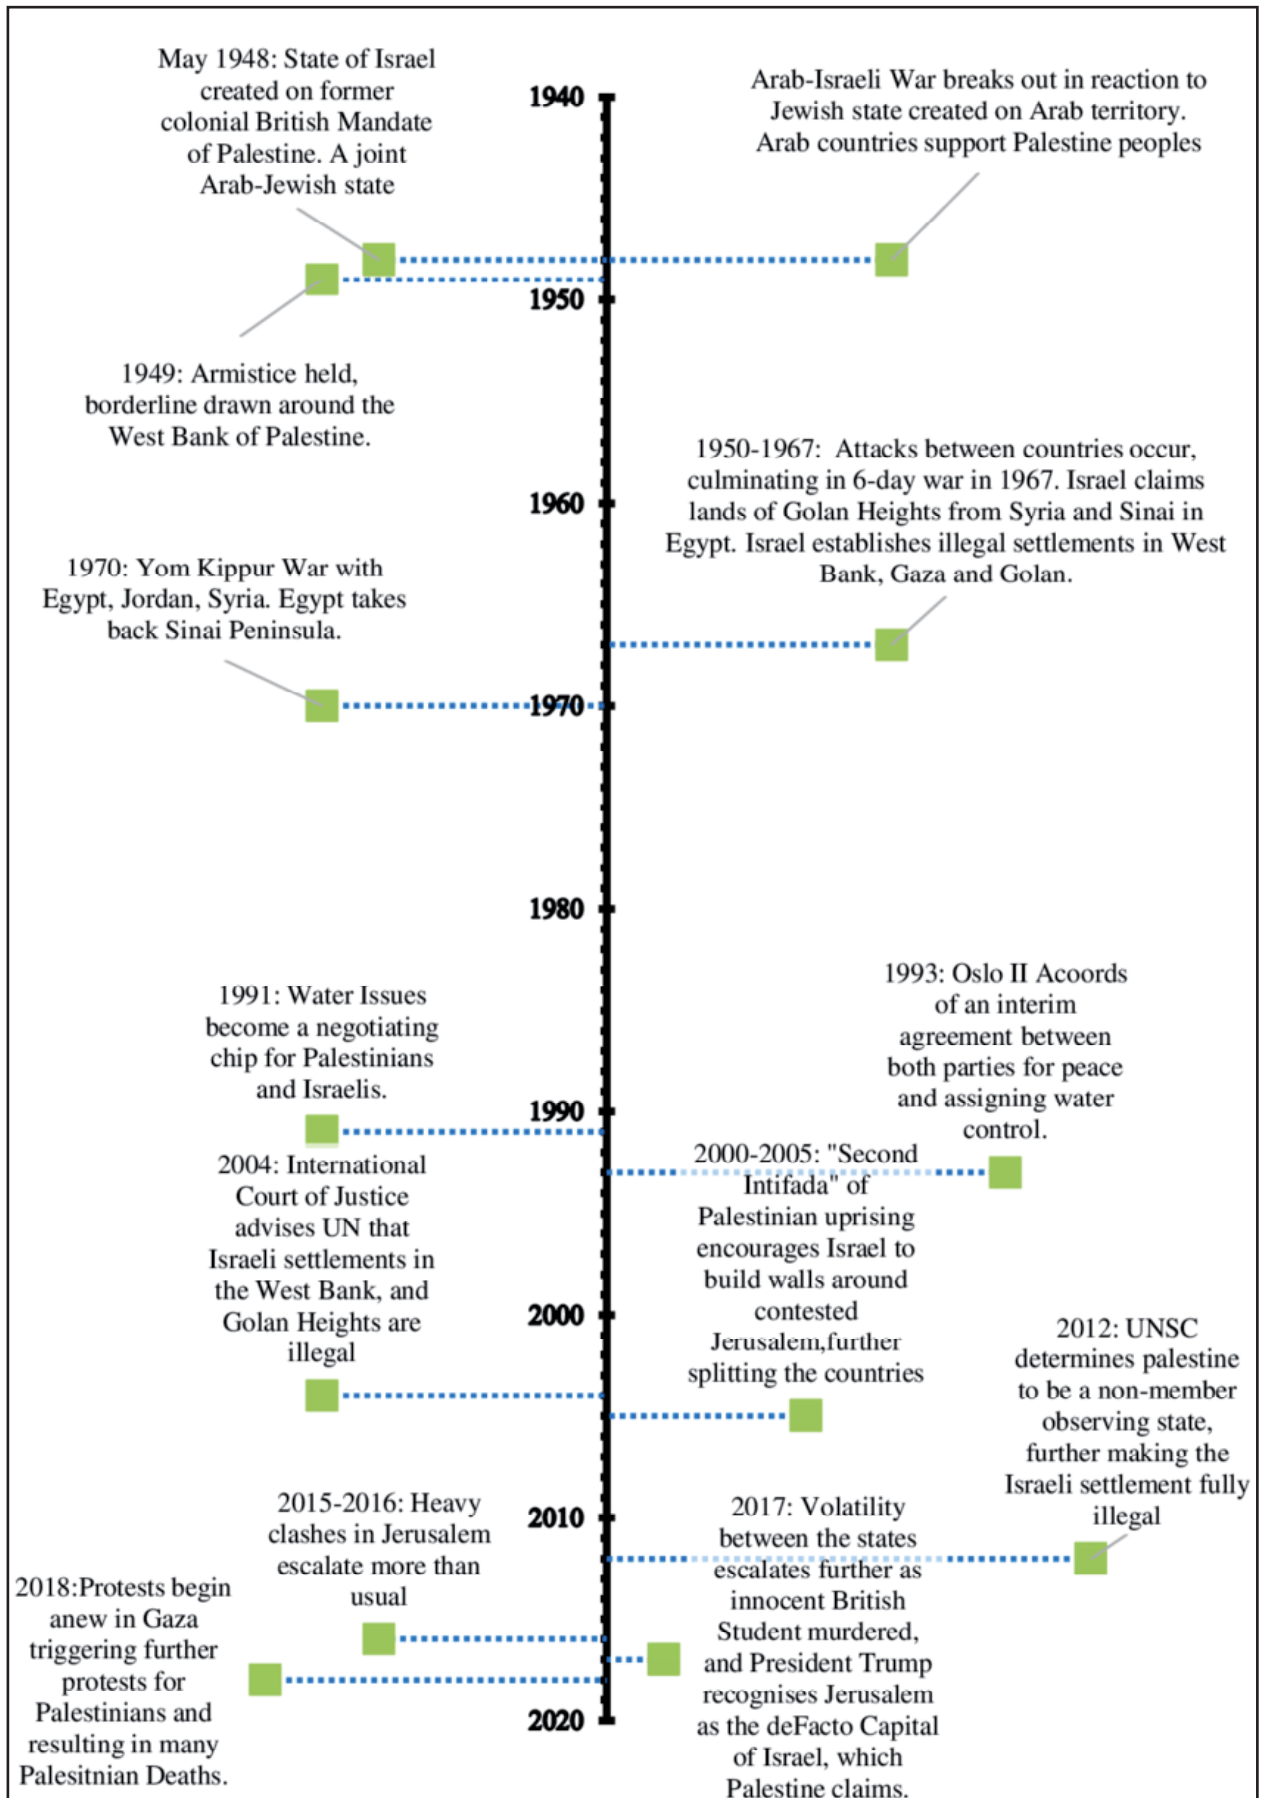 May 1948: State of Israel
created on former
colonial British Mandate
of Palestine. A joint
Arab-Jewish state
1940
Arab-Israeli War breaks out in reaction to
Jewish state created on Arab territory.
Arab countries support Palestine peoples
1950
1949: Armistice held,
borderline drawn around the
West Bank of Palestine.
1950-1967: Attacks between countries occur,
culminating in 6-day war in 1967. Israel claims
lands of Golan Heights from Syria and Sinai in
Egypt. Israel establishes illegal settlements in West
Bank, Gaza and Golan.
1960
1970: Yom Kippur War with
Egypt, Jordan, Syria. Egypt takes
back Sinai Peninsula.
1970
1980
1991: Water Issues
become a negotiating
chip for Palestinians
and Israelis.
1993: Oslo II Acoords
of an interim
agreement between
both parties for peace
and assigning water
control.
1990
2004: International
Court of Justice
advises UN that
Israeli settlements in
the West Bank, and
Golan Heights are
illegal
2000-2005: "Second
Intifada" of
Palestinian uprising
encourages Israel to
build walls around
contested
Jerusalem,further
splitting the countries
2000
2012: UNSC
determines palestine
to be a non-member
observing state,
further making the
Israeli settlement fully
illegal
2015-2016: Heavy
clashes in Jerusalem
escalate more than
usual
2010
2017: Volatility
between the states
escalates further as
innocent British
Student murdered,
and President Trump
recognises Jerusalem
as the deFacto Capital
of Israel, which
Palestine claims.
2018:Protests begin
anew in Gaza
triggering further
protests for
Palestinians and
resulting in many
Palesitnian Deaths.
2020